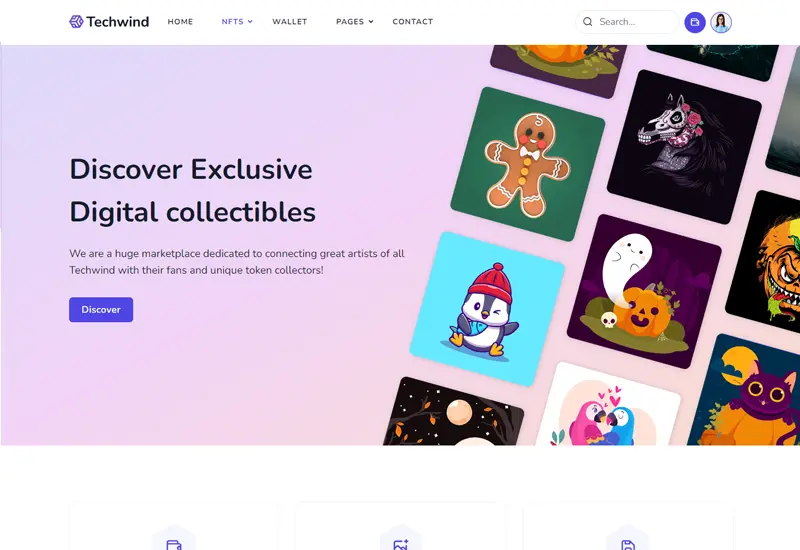 Techwind
HOME
NFTS
WALLET
PAGES
CONTACT
Search...
Discover Exclusive
Digital collectibles
We are a huge marketplace dedicated to connecting great artists of all
Techwind with their fans and unique token collectors!
Discover